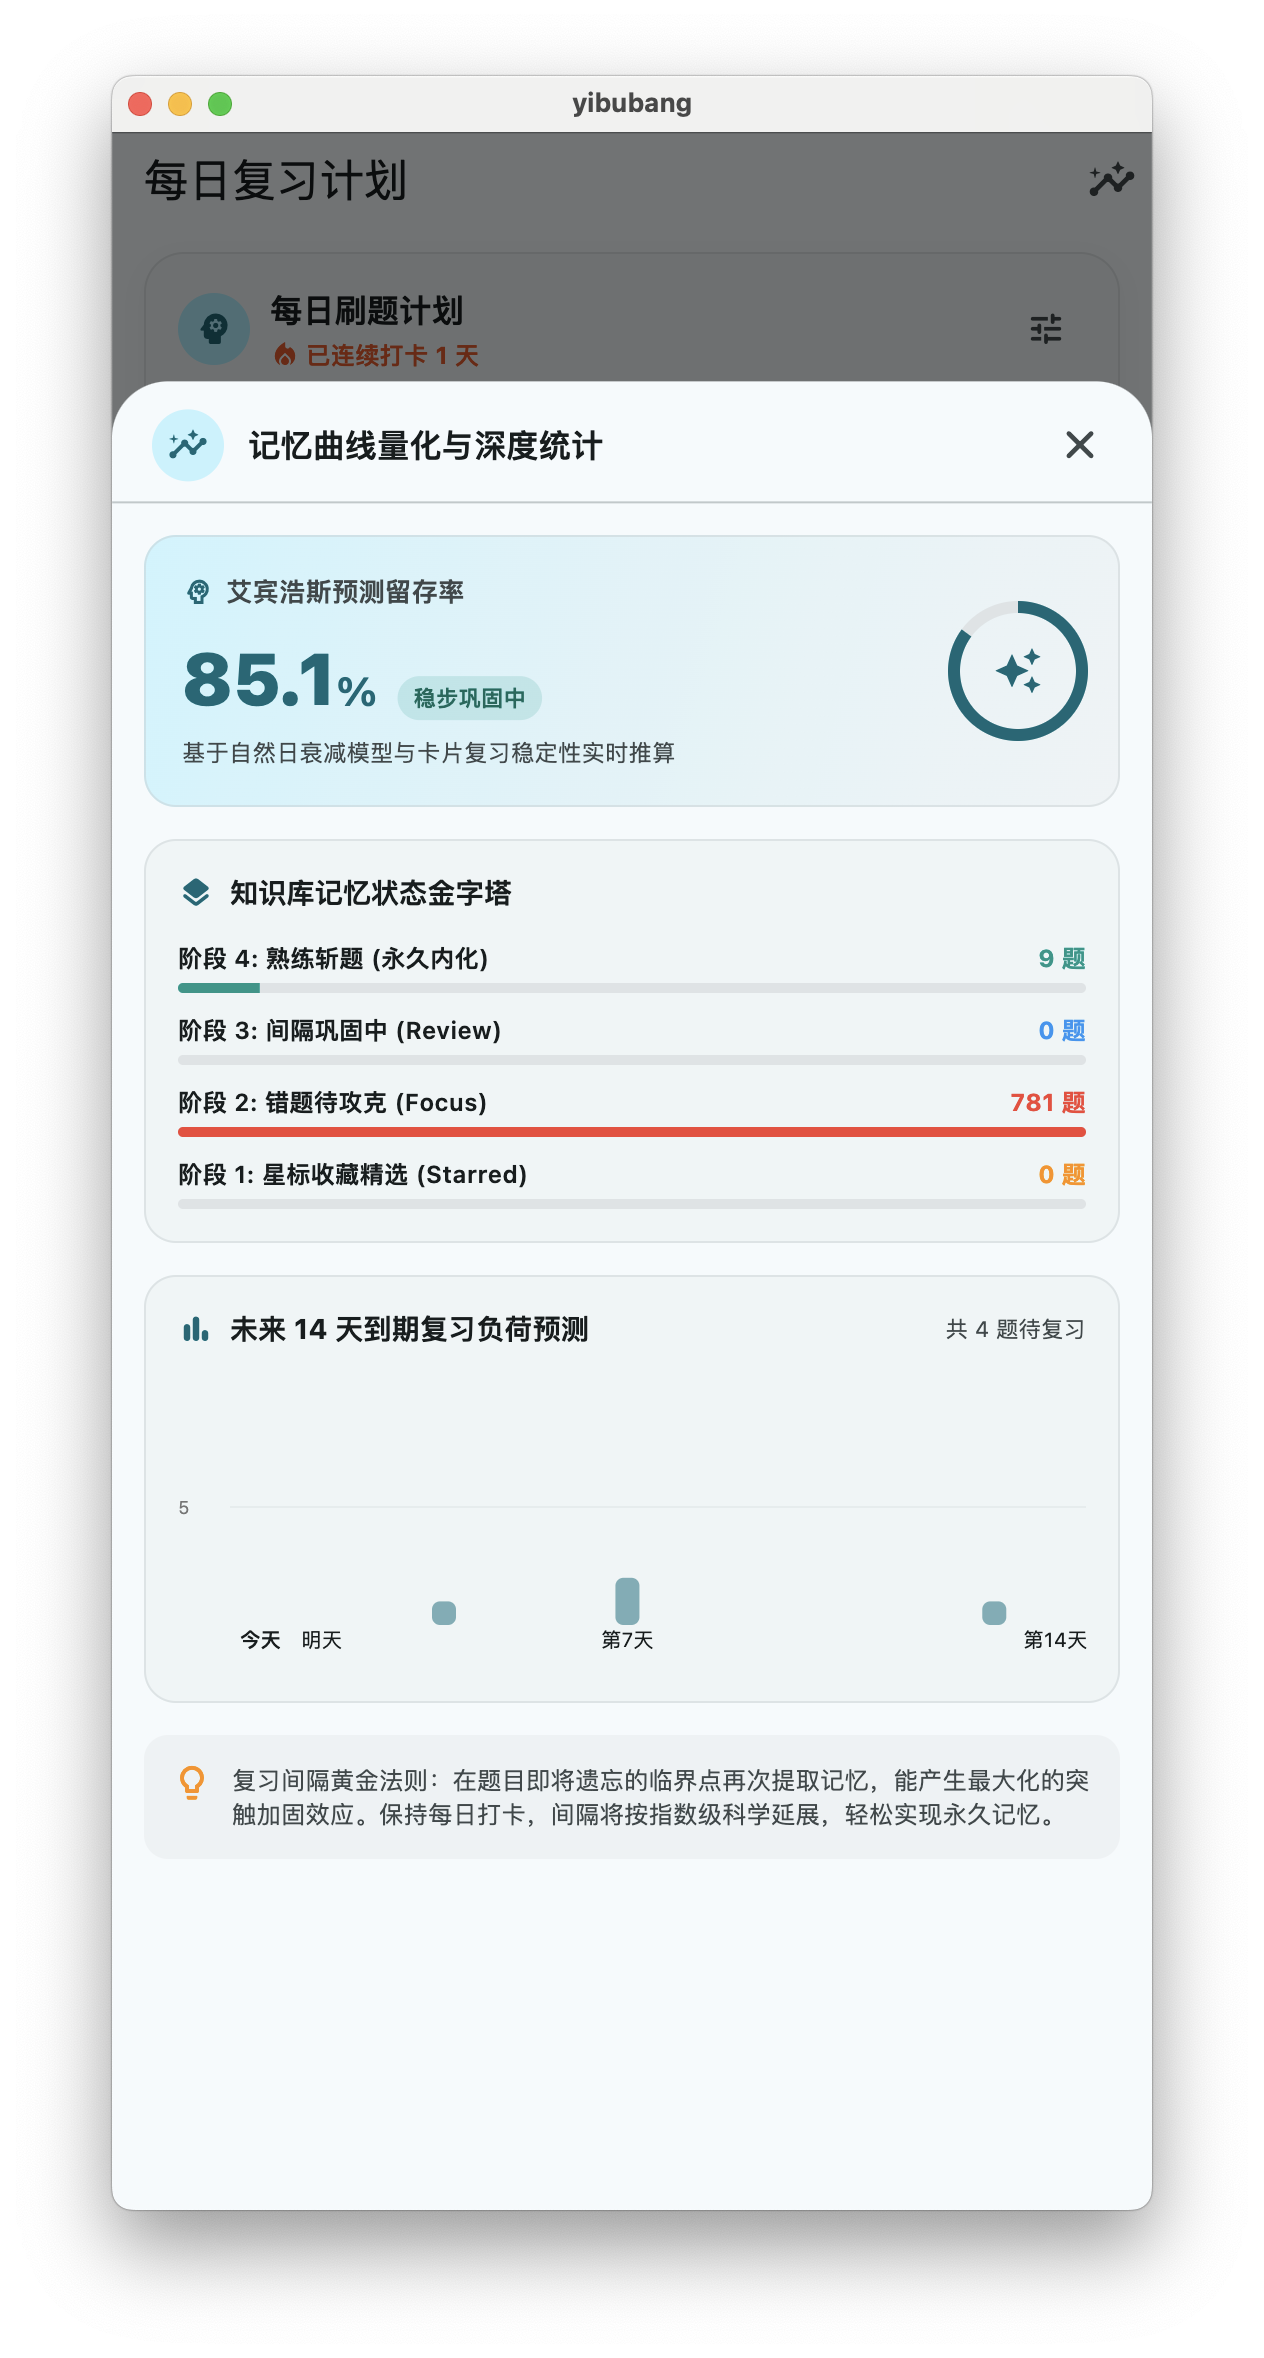 yibubang
每日复习计划
每日刷题计划
已连续打卡 1 天
记忆曲线量化与深度统计
艾宾浩斯预测留存率
85.1%
稳步巩固中
基于自然日衰减模型与卡片复习稳定性实时推算
知识库记忆状态金字塔
阶段 4: 熟练斩题 (永久内化)
9 题
阶段 3: 间隔巩固中 (Review)
0 题
阶段 2: 错题待攻克 (Focus)
781 题
阶段 1: 星标收藏精选 (Starred)
0 题
未来 14 天到期复习负荷预测
共 4 题待复习
5
今天 明天 第7天 第14天
复习间隔黄金法则：在题目即将遗忘的临界点再次提取记忆，能产生最大化的突
触加固效应。保持每日打卡，间隔将按指数级科学延展，轻松实现永久记忆。